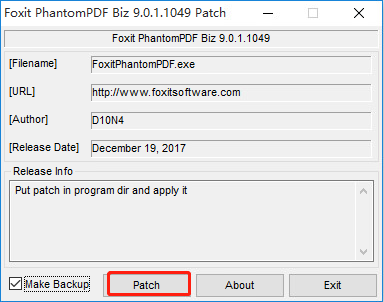 Foxit PhantomPDF Biz 9.0.1.1049 Patch
Foxit PhantomPDF Biz 9.0.1.1049
[Filename] FoxitPhantomPDF.exe
[URL] http://www.foxitsoftware.com
[Author] D10N4
[Release Date] December 19, 2017
Release Info
Put patch in program dir and apply it
Make Backup Patch About Exit